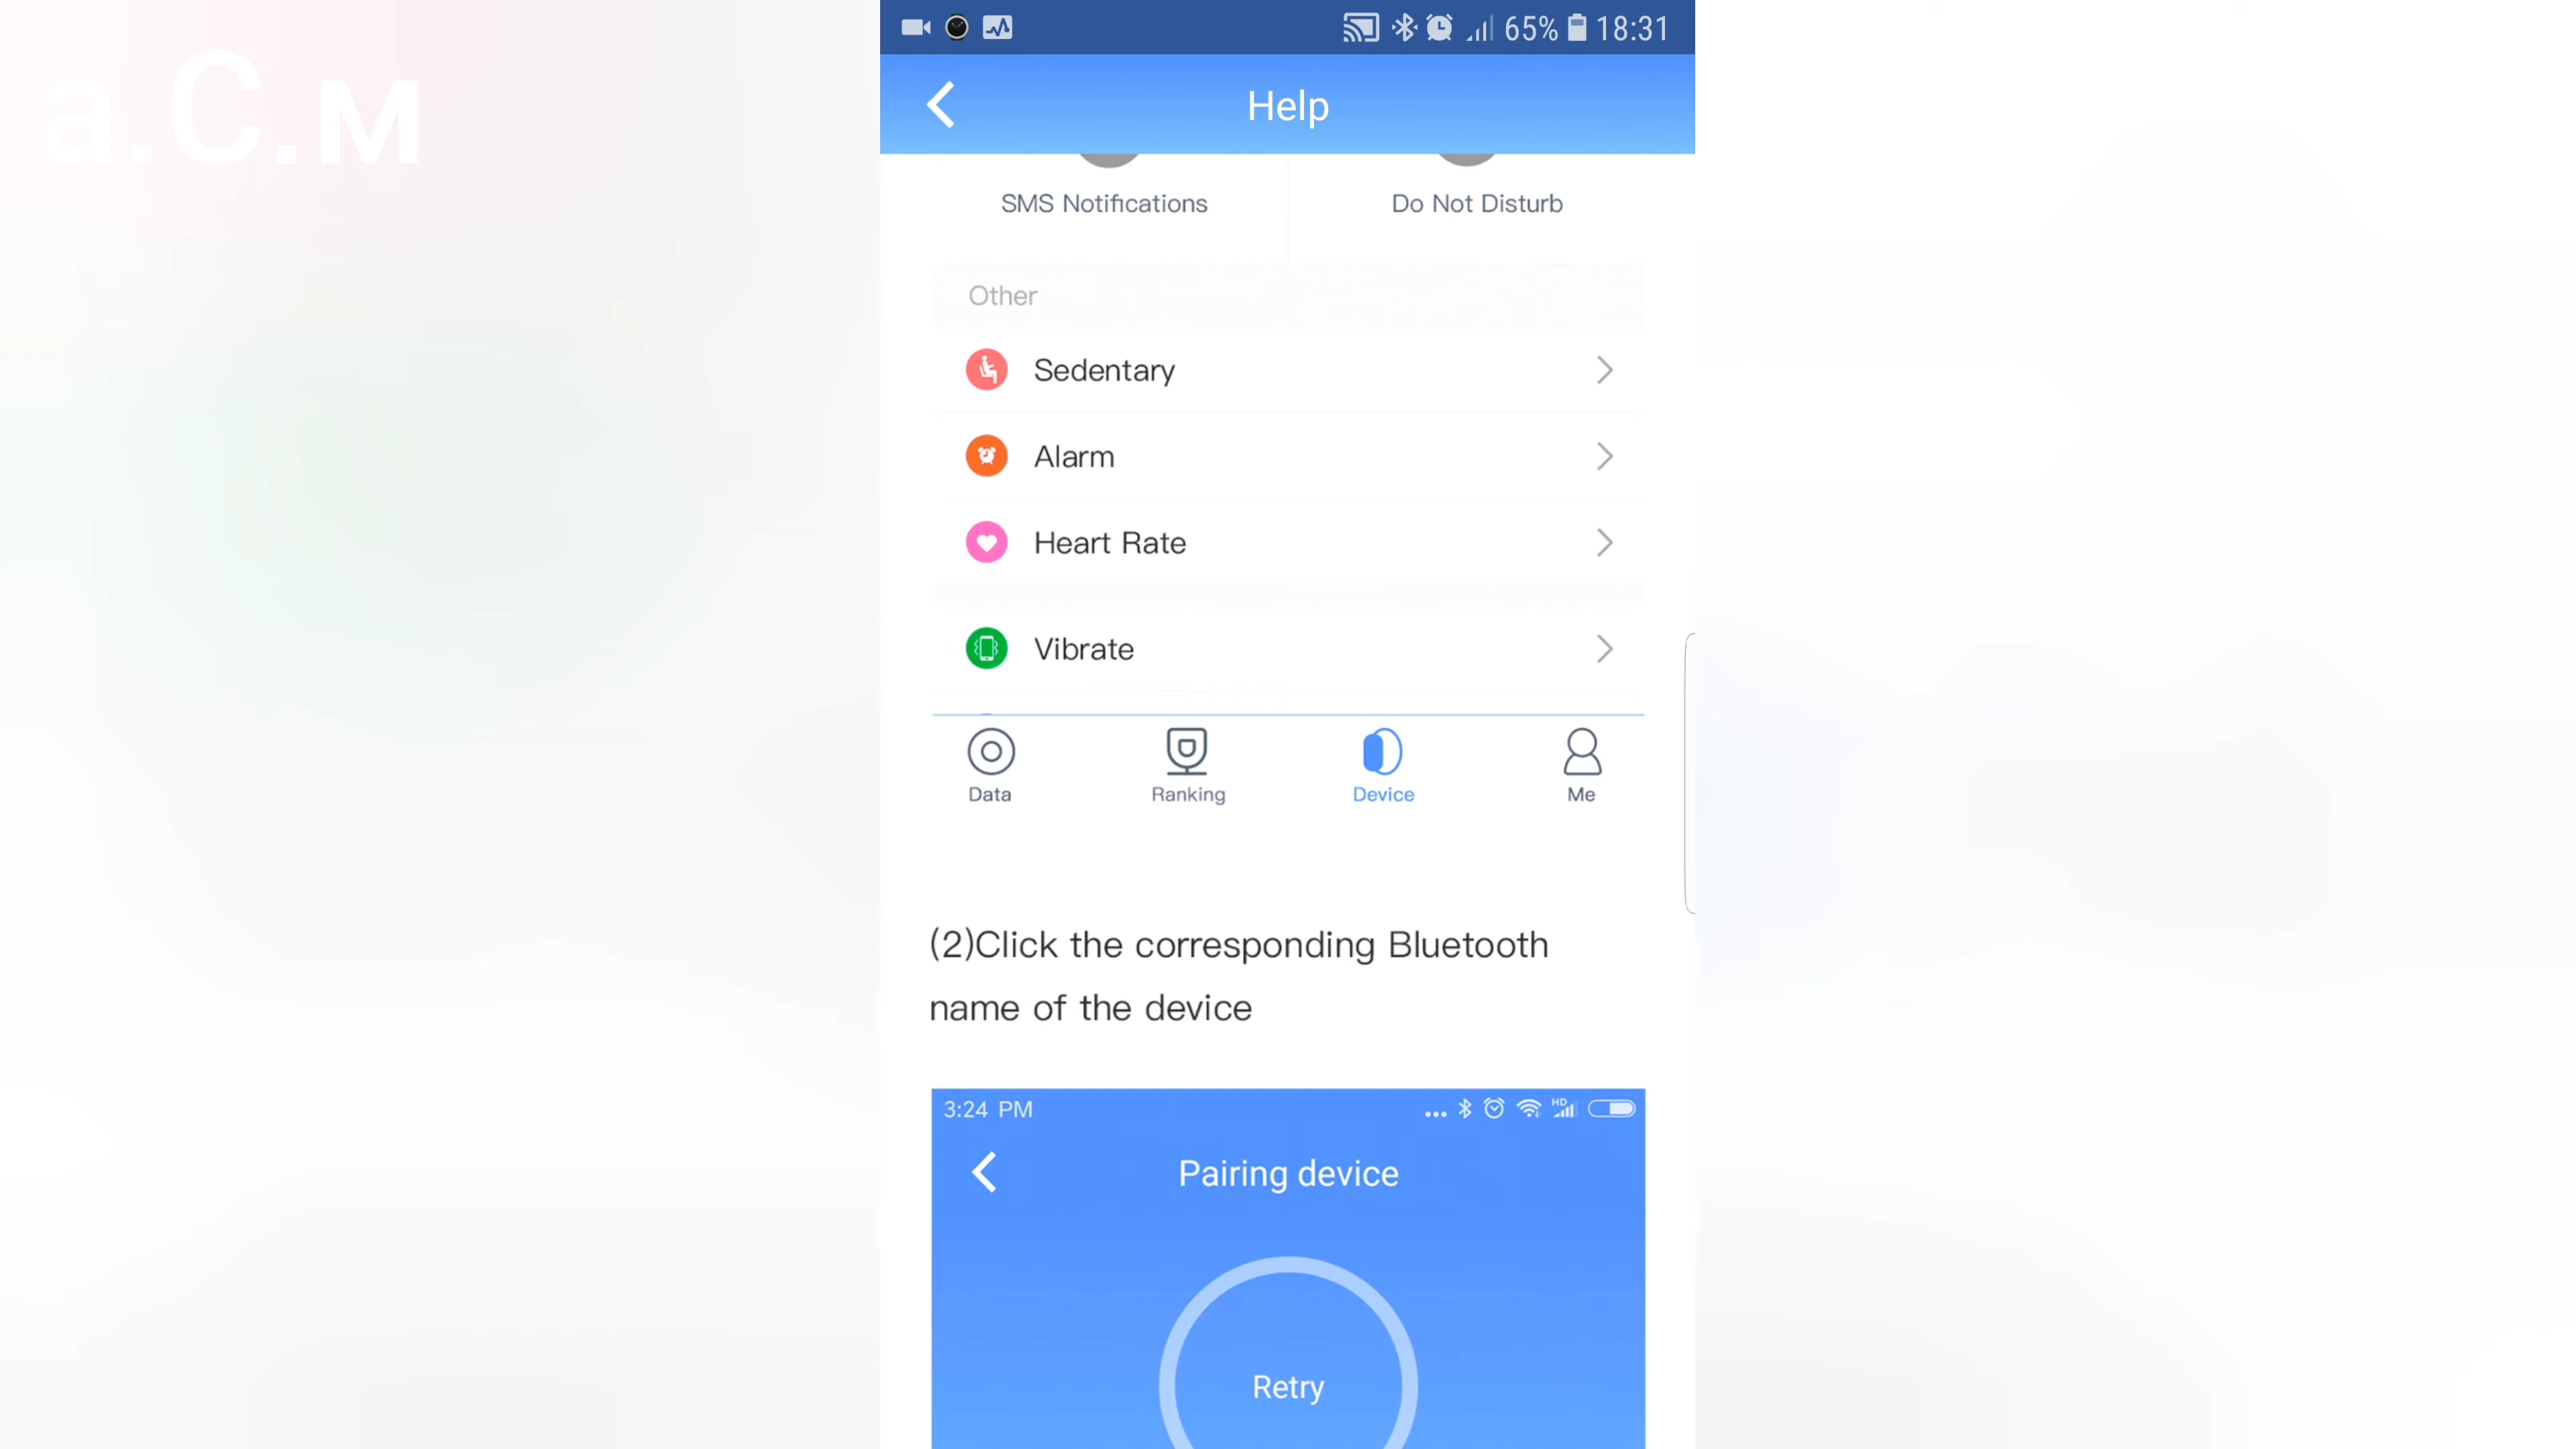 a.C.м
65% 18:31
Help
SMS Notifications
Do Not Disturb
Other
Sedentary
Alarm
Heart Rate
Vibrate
Data
Ranking
Device
Me
(2)Click the corresponding Bluetooth
name of the device
3:24 PM
HD
Pairing device
Retry